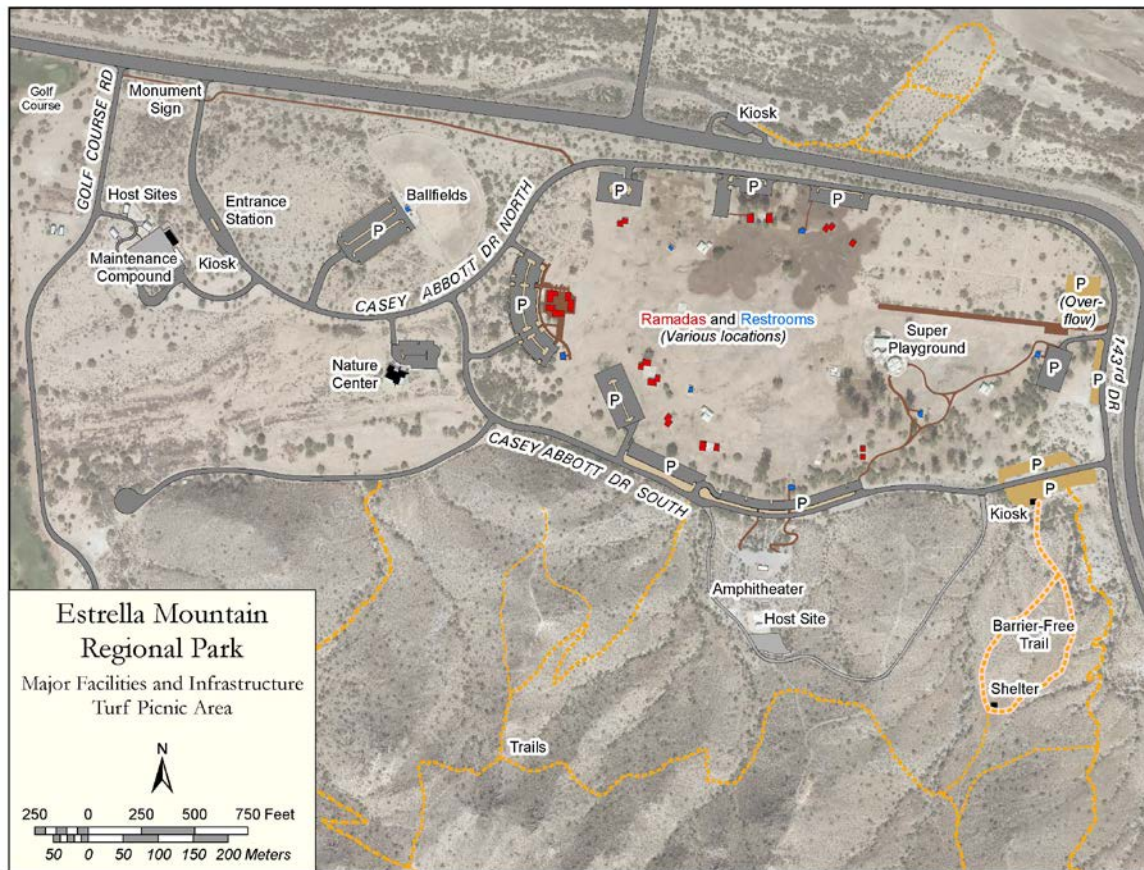 Golf
Course
GOLF COURSE RD
Monument
Sign
Kiosk
Host Sites
Entrance
Station
Ballfields
P
Maintenance
Compound
Kiosk
CASEY ABBOTT DR NORTH
P
P
P
P
Ramadas and Restrooms
(Various locations)
P
(Over-
flow)
Super
Playground
143rd DR
P
Nature
Center
P
CASEY ABBOTT DR SOUTH
P
P
P
P
Kiosk
Amphitheater
Host Site
Barrier-Free
Trail
Shelter
Trails
Estrella Mountain
Regional Park
Major Facilities and Infrastructure
Turf Picnic Area
N
250 0 250 500 750 Feet
50 0 50 100 150 200 Meters